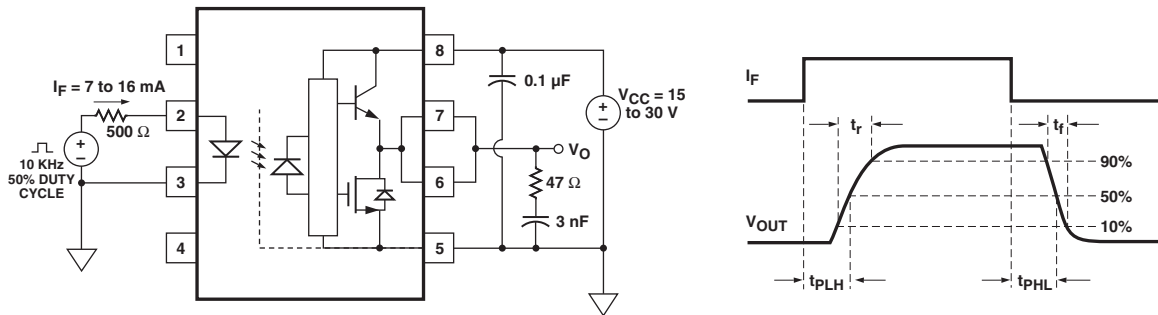 1
2
3
4
8
7
6
5
I_F = 7 to 16 mA
500 Ω
+
−
10 KHz
50% DUTY
CYCLE
0.1 µF
V_CC = 15
to 30 V
+
−
V_O
47 Ω
3 nF
I_F
t_r
t_f
90%
50%
10%
V_OUT
t_PLH
t_PHL